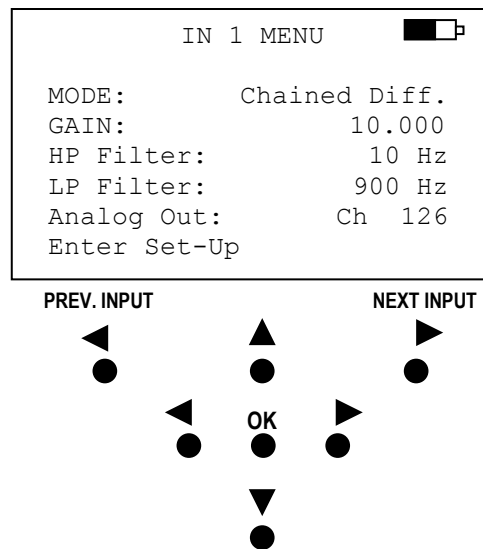 IN 1 MENU
MODE: Chained Diff.
GAIN: 10.000
HP Filter: 10 Hz
LP Filter: 900 Hz
Analog Out: Ch 126
Enter Set-Up
PREV. INPUT NEXT INPUT
OK